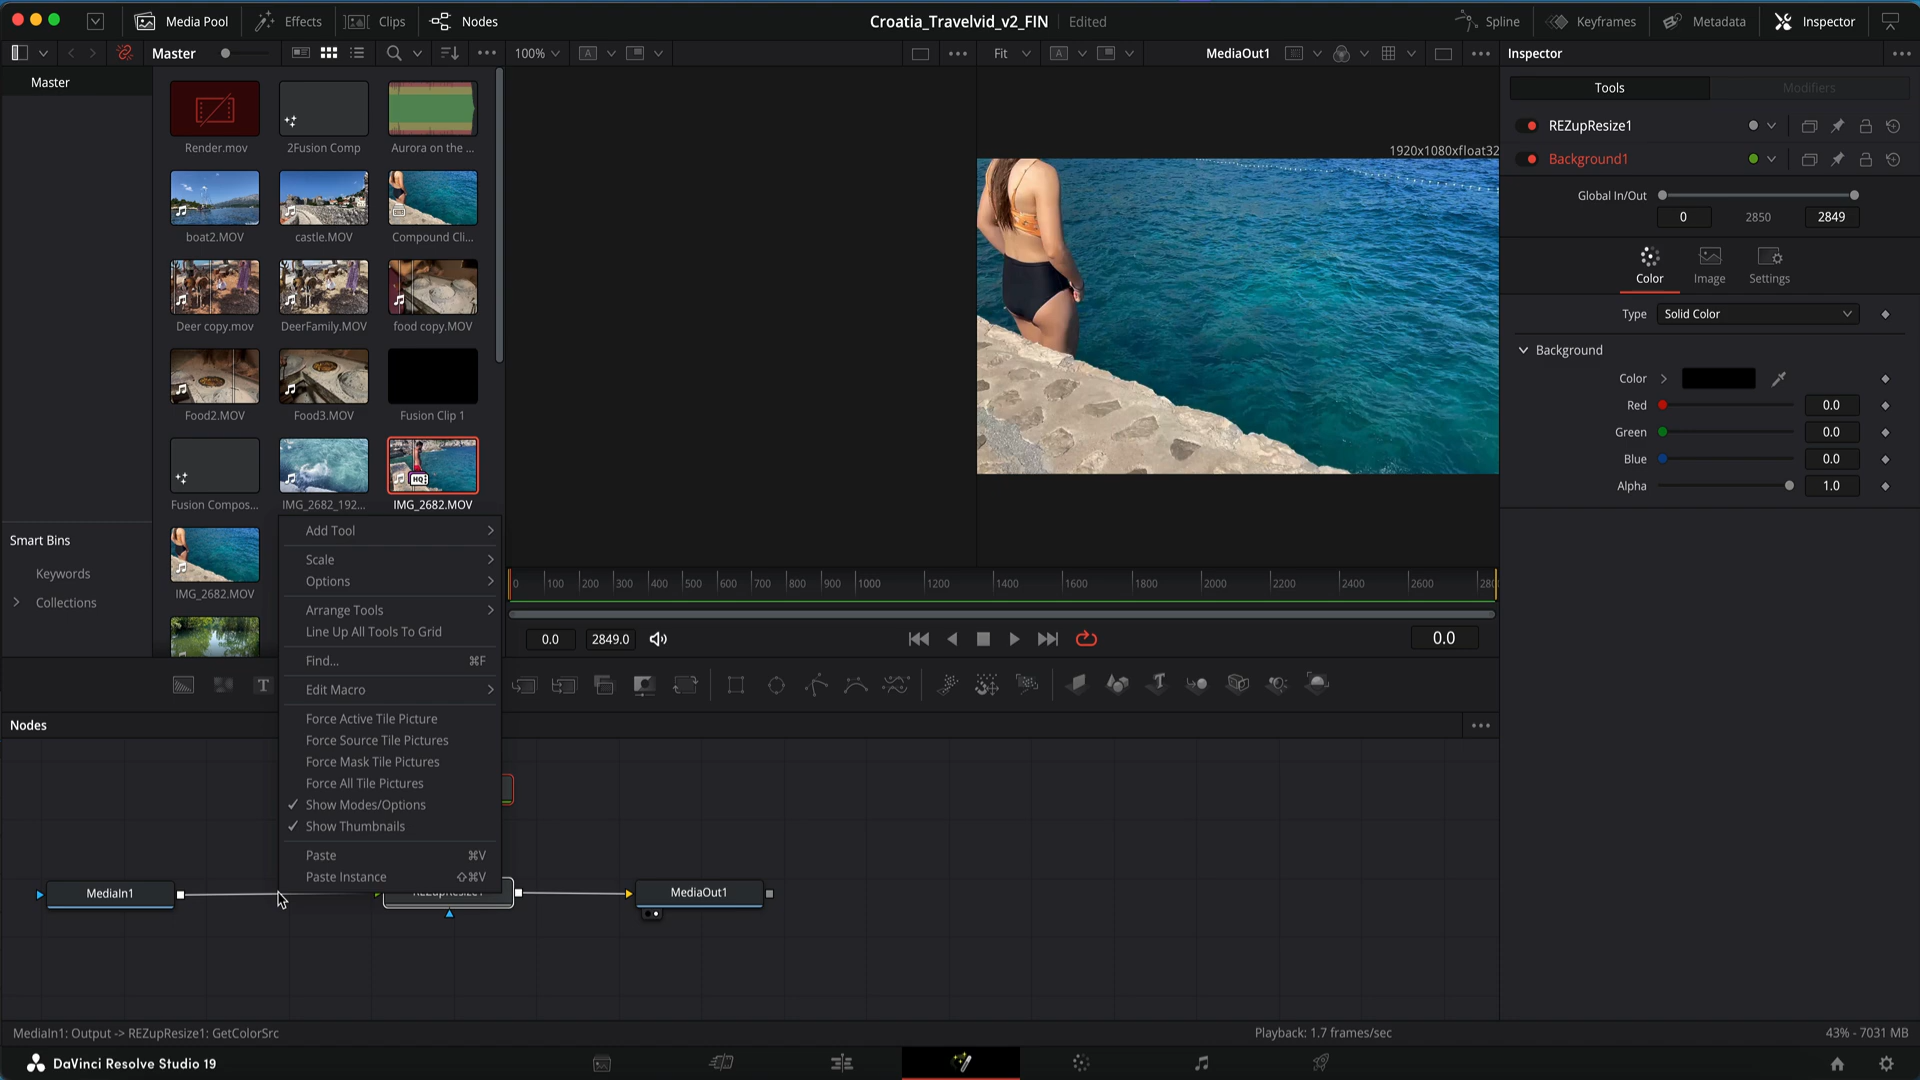 Media Pool
Effects
Clips
Nodes
Croatia_Travelvid_v2_FIN
Edited
Spline
Keyframes
Metadata
Inspector
Master
100%
A
Fit
A
MediaOut1
Inspector
Master
Render.mov
2Fusion Comp
Aurora on the ...
boat2.MOV
castle.MOV
Compound Cli...
Deer copy.mov
DeerFamily.MOV
food copy.MOV
Food2.MOV
Food3.MOV
Fusion Clip 1
HQ
Fusion Compos...
IMG_2682_192...
IMG_2682.MOV
IMG_2682.MOV
Smart Bins
Keywords
Collections
1920x1080xfloat32
Tools
Modifiers
REZupResize1
Background1
Global In/Out
0
2850
2849
Color
Image
Settings
Type
Solid Color
Background
Color
Red
0.0
Green
0.0
Blue
0.0
Alpha
1.0
Add Tool
Scale
Options
Arrange Tools
Line Up All Tools To Grid
Find...
⌘F
Edit Macro
Force Active Tile Picture
Force Source Tile Pictures
Force Mask Tile Pictures
Force All Tile Pictures
✓ Show Modes/Options
✓ Show Thumbnails
Paste
⌘V
Paste Instance
⇧⌘V
0 100 200 300 400 500 600 700 800 900 1000 1200 1400 1600 1800 2000 2200 2400 2600 280
0.0
2849.0
0.0
T
T
Nodes
MediaIn1
REZupResize1
MediaOut1
MediaIn1: Output -> REZupResize1: GetColorSrc
Playback: 1.7 frames/sec
43% - 7031 MB
DaVinci Resolve Studio 19